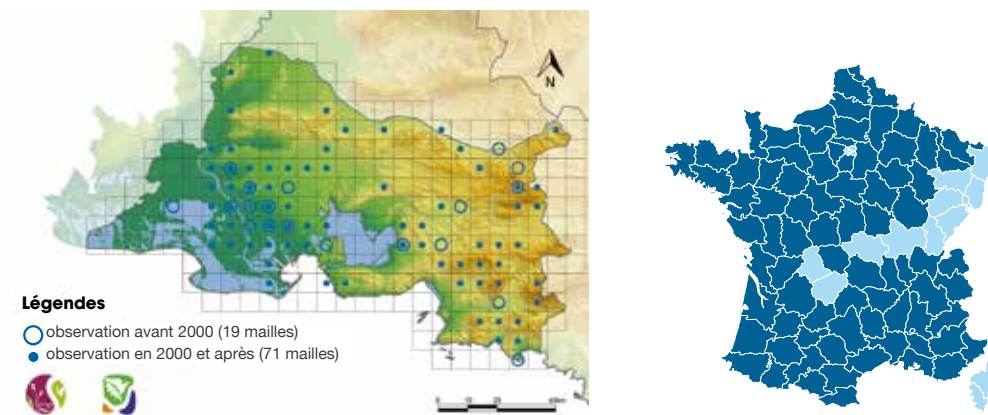 N
Légendes
observation avant 2000 (19 mailles)
observation en 2000 et après (71 mailles)